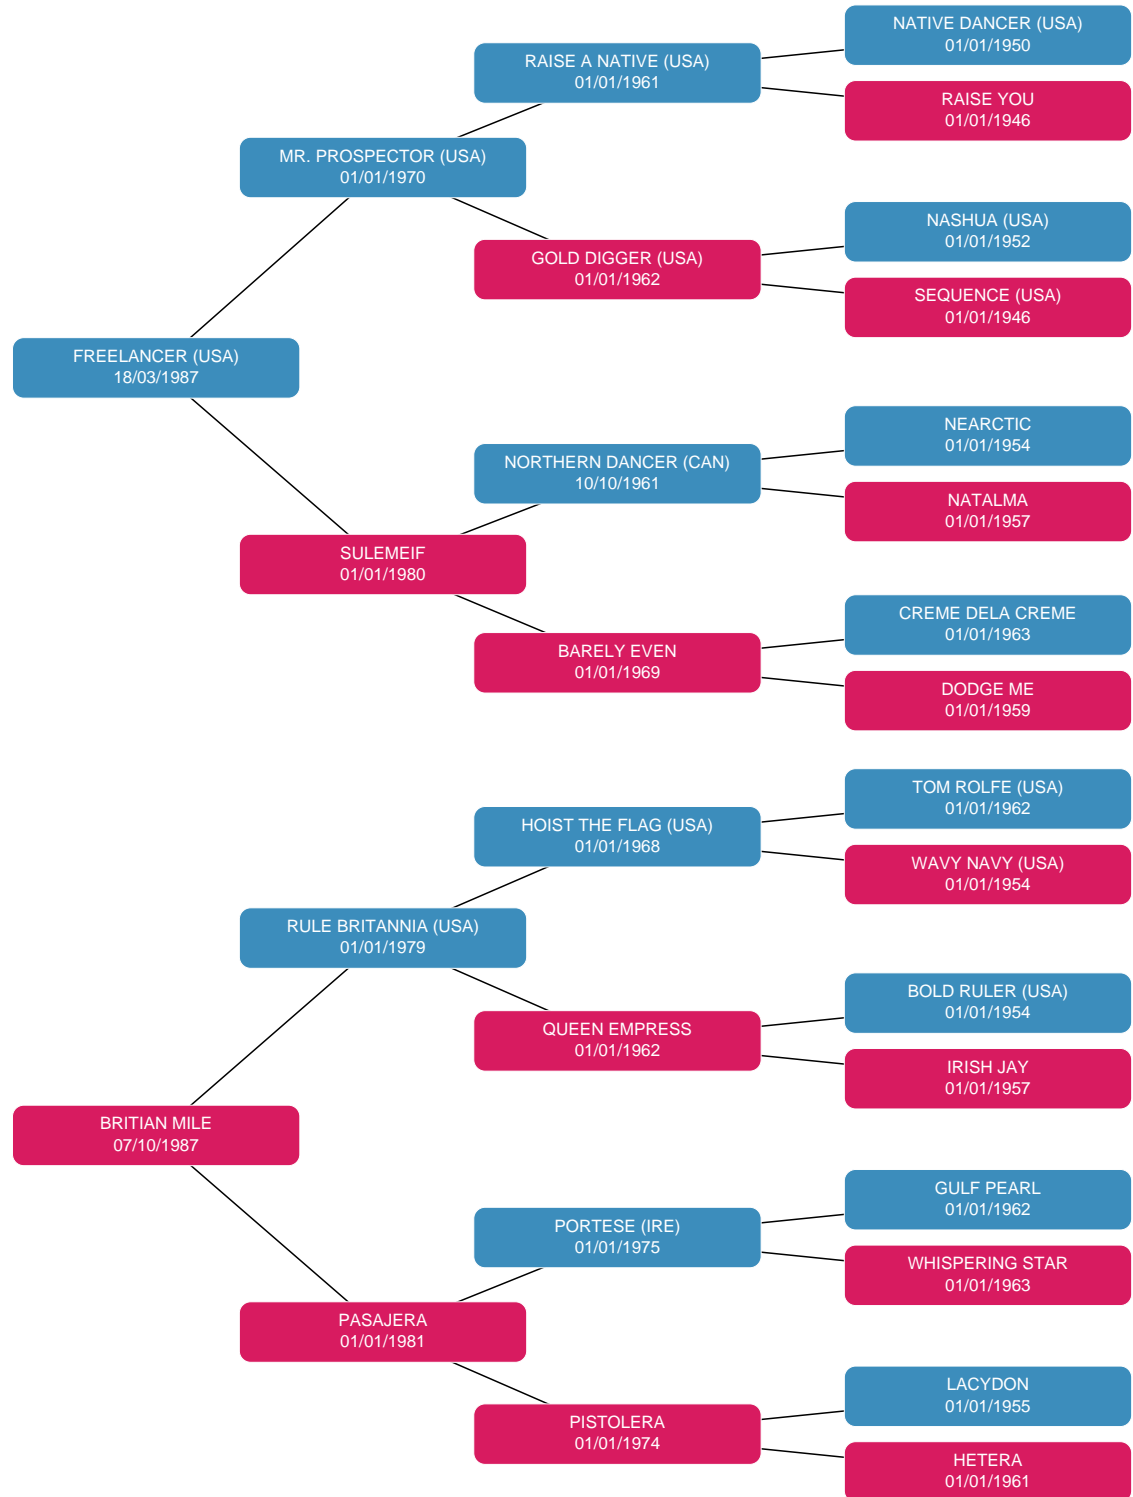 NATIVE DANCER (USA)
01/01/1950
RAISE A NATIVE (USA)
01/01/1961
RAISE YOU
01/01/1946
MR. PROSPECTOR (USA)
01/01/1970
NASHUA (USA)
01/01/1952
GOLD DIGGER (USA)
01/01/1962
SEQUENCE (USA)
01/01/1946
FREELANCER (USA)
18/03/1987
NEARCTIC
01/01/1954
NORTHERN DANCER (CAN)
10/10/1961
NATALMA
01/01/1957
SULEMEIF
01/01/1980
CREME DELA CREME
01/01/1963
BARELY EVEN
01/01/1969
DODGE ME
01/01/1959
TOM ROLFE (USA)
01/01/1962
HOIST THE FLAG (USA)
01/01/1968
WAVY NAVY (USA)
01/01/1954
RULE BRITANNIA (USA)
01/01/1979
BOLD RULER (USA)
01/01/1954
QUEEN EMPRESS
01/01/1962
IRISH JAY
01/01/1957
BRITIAN MILE
07/10/1987
GULF PEARL
01/01/1962
PORTESE (IRE)
01/01/1975
WHISPERING STAR
01/01/1963
PASAJERA
01/01/1981
LACYDON
01/01/1955
PISTOLERA
01/01/1974
HETERA
01/01/1961